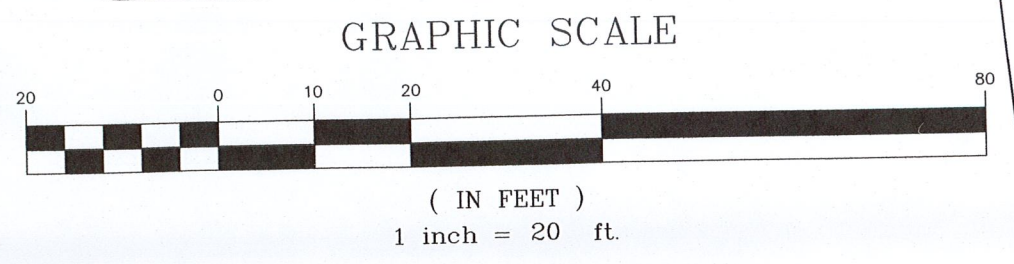 GRAPHIC SCALE
20 0 10 20 40 80
( IN FEET )
1 inch = 20 ft.